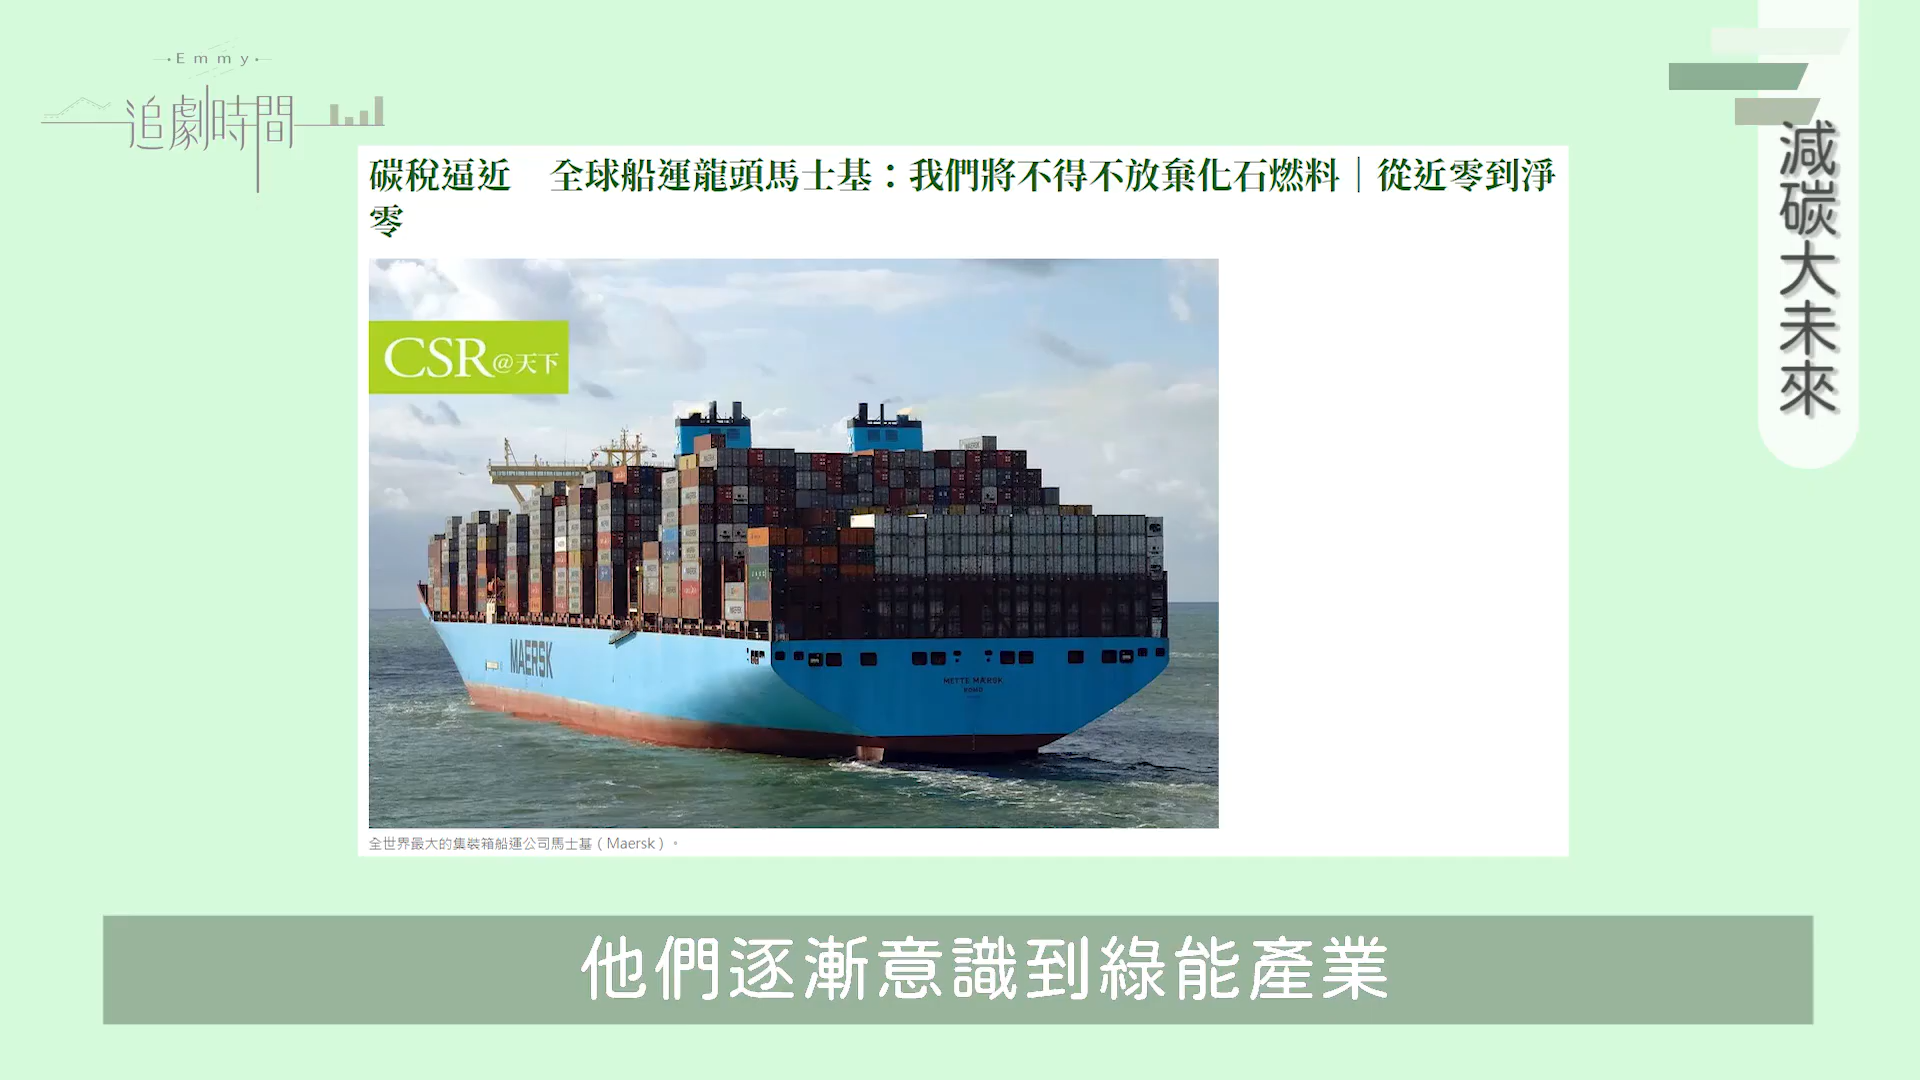 Emmy
追劇時間
減碳大未來
碳稅逼近 全球船運龍頭馬士基：我們將不得不放棄化石燃料｜從近零到淨
零
CSR@天下
MAERSK
METTE MÆRSK
全世界最大的集裝箱船運公司馬士基（Maersk）。
他們逐漸意識到綠能產業